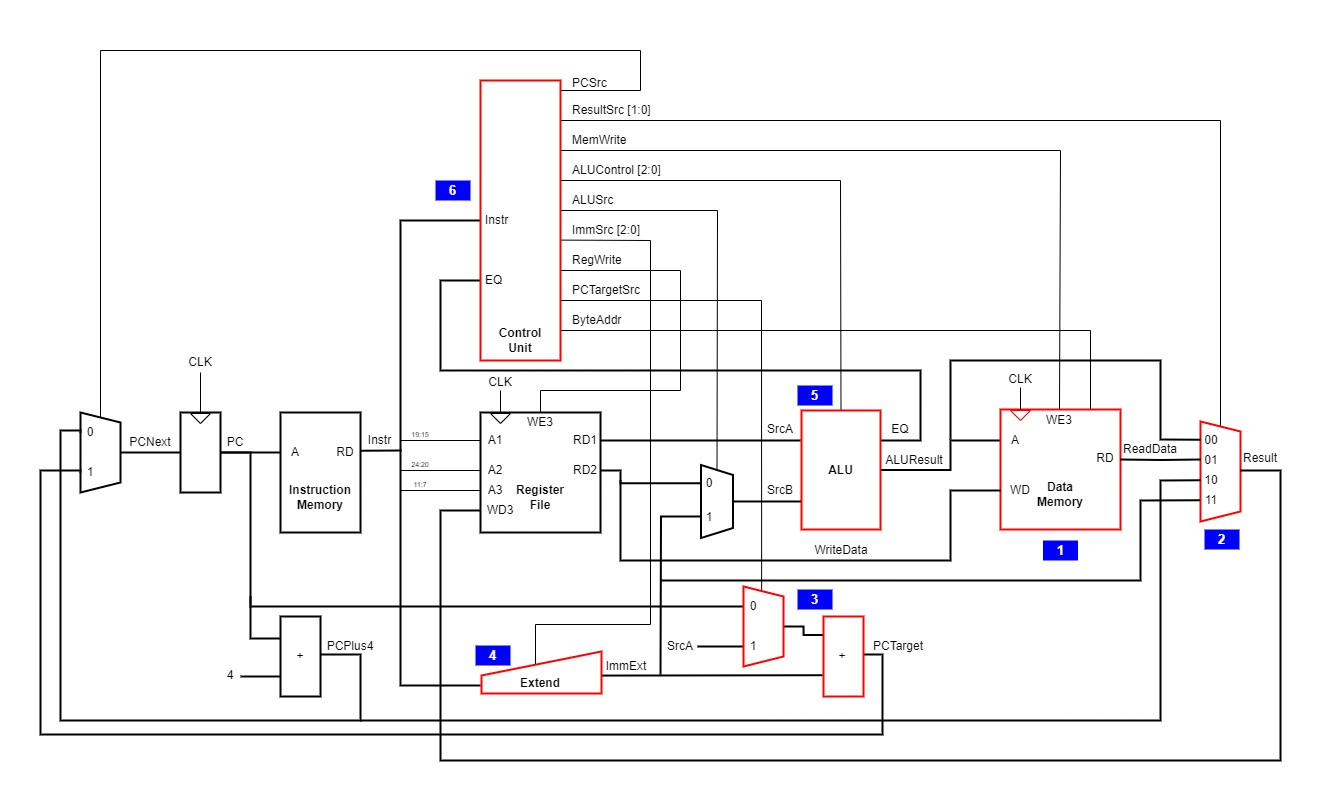 PCSrc
ResultSrc [1:0]
MemWrite
ALUControl [2:0]
6
ALUSrc
Instr
ImmSrc [2:0]
RegWrite
EQ
PCTargetSrc
ByteAddr
Control
Unit
CLK
CLK
CLK
5
WE3
WE3
0
PCNext
PC
1
A
RD
Instruction
Memory
Instr
19:15
24:20
11:7
A1
A2
A3
WD3
RD1
RD2
Register
File
SrcA
0
SrcB
1
ALU
EQ
ALUResult
A
RD
WD
Data
Memory
ReadData
00
01
10
11
Result
2
1
WriteData
3
0
SrcA
1
+
PCTarget
4
Extend
ImmExt
+
PCPlus4
4